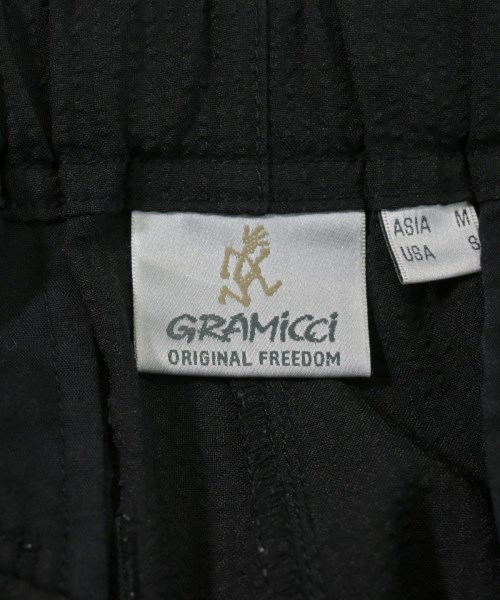 GRAMiCCi
ORIGINAL FREEDOM
ASIA M
USA S